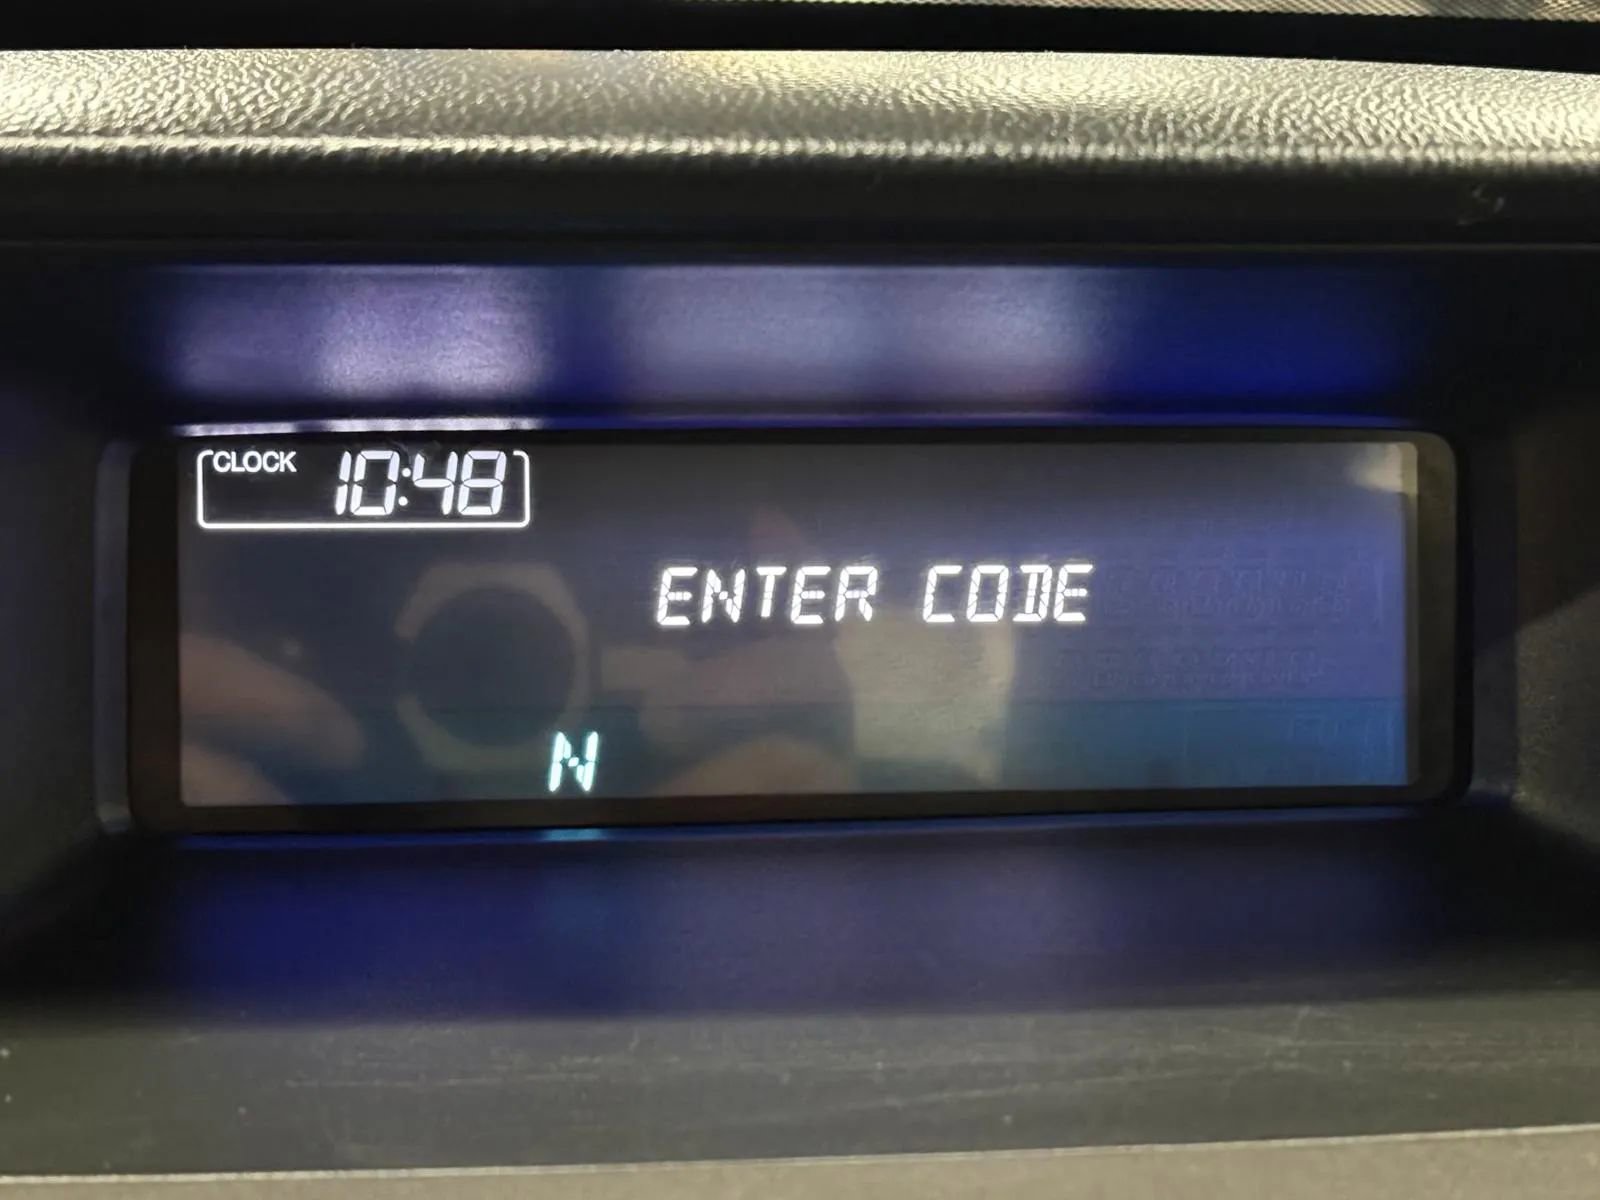 CLOCK 10:48
ENTER CODE
N